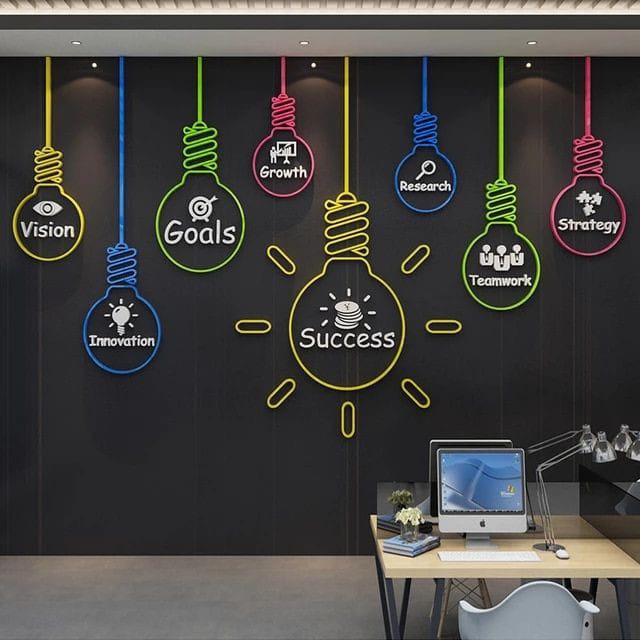 Vision
Innovation
Goals
Growth
Success
Research
Teamwork
Strategy